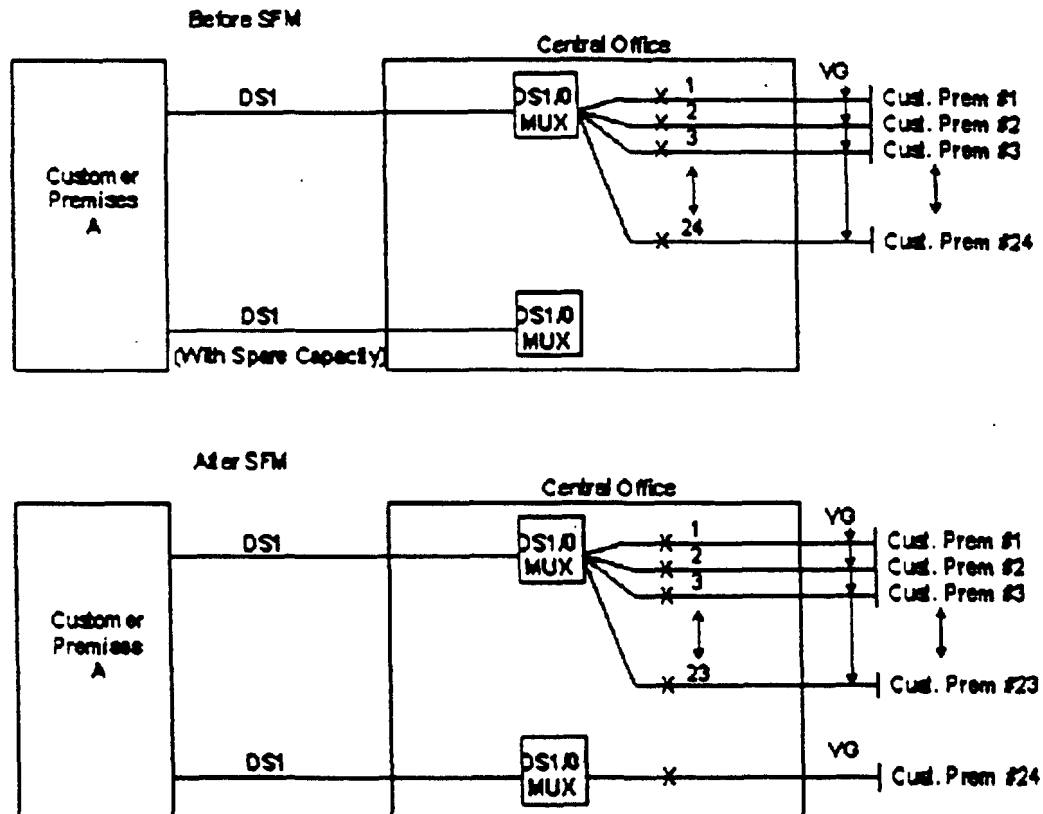 Before SFM
Central Office
VG
DS1
DS1/0
MUX
1
2
3
24
Cust. Prem #1
Cust. Prem #2
Cust. Prem #3
Cust. Prem #24
Customer
Premises
A
DS1
(With Spare Capacity)
DS1/0
MUX
After SFM
Central Office
VG
DS1
DS1/0
MUX
1
2
3
23
Cust. Prem #1
Cust. Prem #2
Cust. Prem #3
Cust. Prem #23
Customer
Premises
A
DS1
DS1/0
MUX
VG
Cust. Prem #24